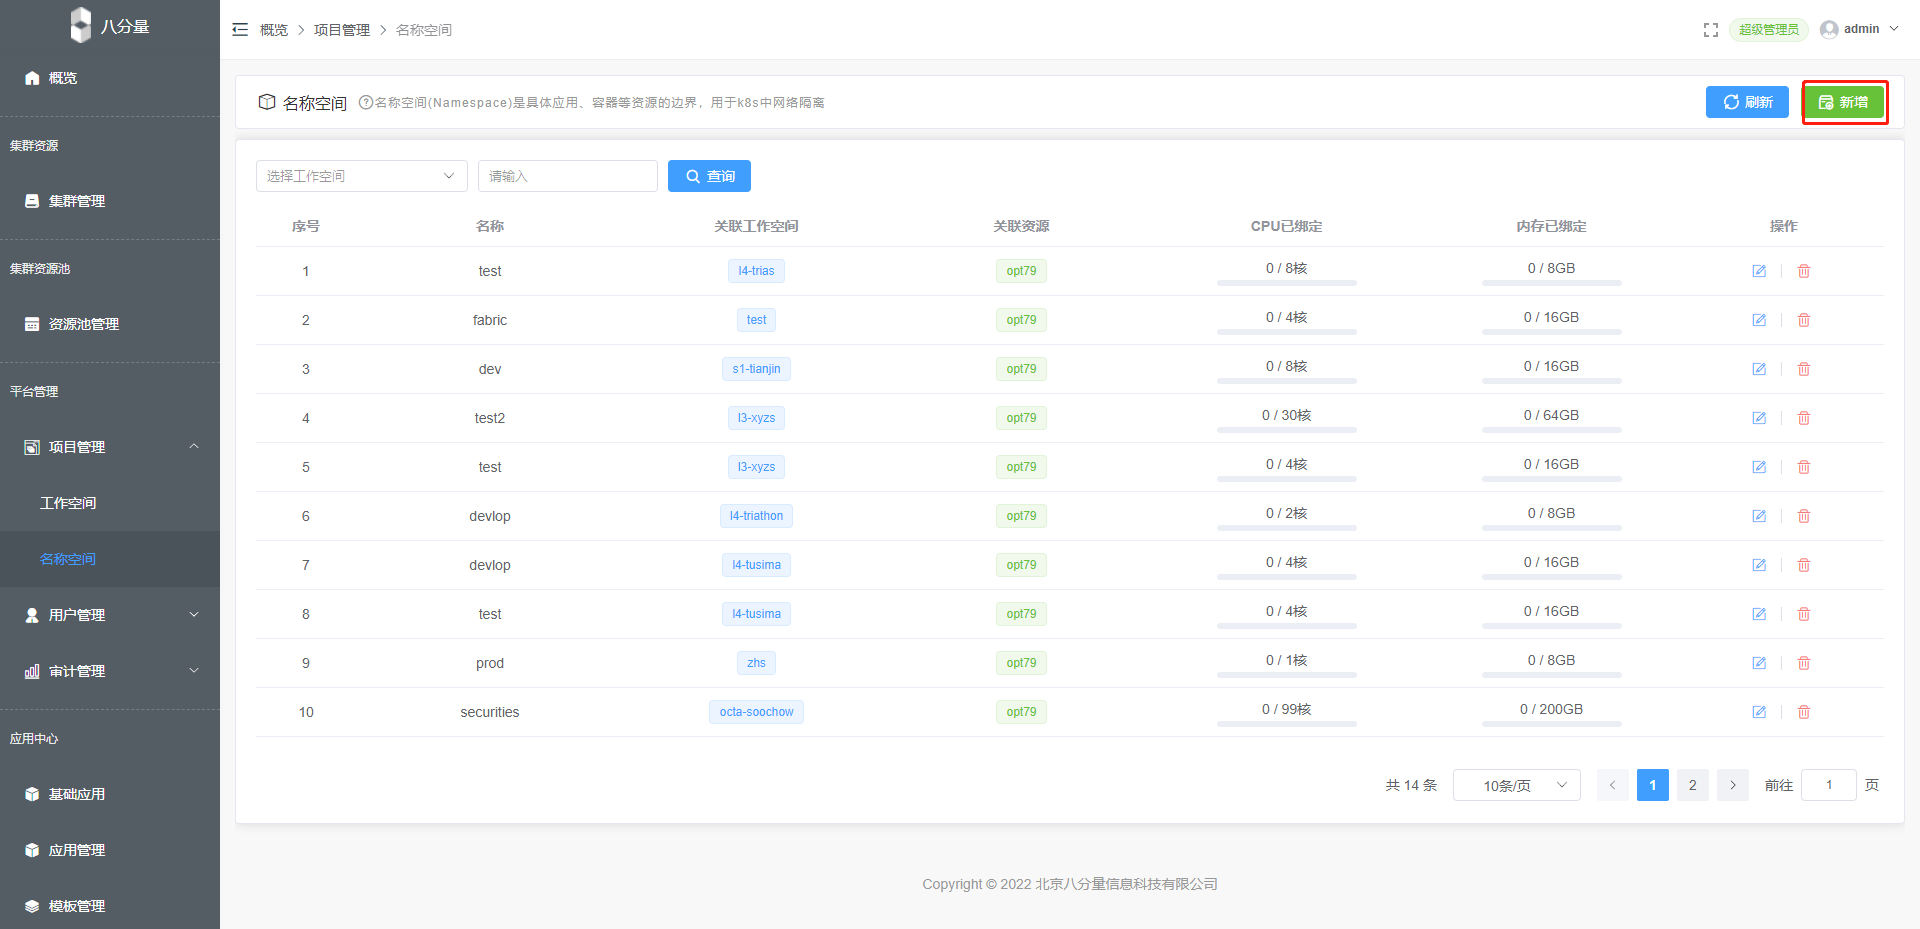 八分量
概览
集群资源
集群管理
集群资源池
资源池管理
平台管理
项目管理
工作空间
名称空间
用户管理
审计管理
应用中心
基础应用
应用管理
模板管理
概览 > 项目管理 > 名称空间
超级管理员 admin
名称空间 ?名称空间(Namespace)是具体应用、容器等资源的边界，用于k8s中网络隔离
刷新 新增
选择工作空间 请输入 查询
序号 名称 关联工作空间 关联资源 CPU已绑定 内存已绑定 操作
1 test l4-trias opt79 0 / 8核 0 / 8GB
2 fabric test opt79 0 / 4核 0 / 16GB
3 dev s1-tianjin opt79 0 / 8核 0 / 16GB
4 test2 l3-xyzs opt79 0 / 30核 0 / 64GB
5 test l3-xyzs opt79 0 / 4核 0 / 16GB
6 devlop l4-triathon opt79 0 / 2核 0 / 8GB
7 devlop l4-tusima opt79 0 / 4核 0 / 16GB
8 test l4-tusima opt79 0 / 4核 0 / 16GB
9 prod zhs opt79 0 / 1核 0 / 8GB
10 securities octa-soochow opt79 0 / 99核 0 / 200GB
共 14 条 10条/页 < 1 2 > 前往 1 页
Copyright © 2022 北京八分量信息科技有限公司